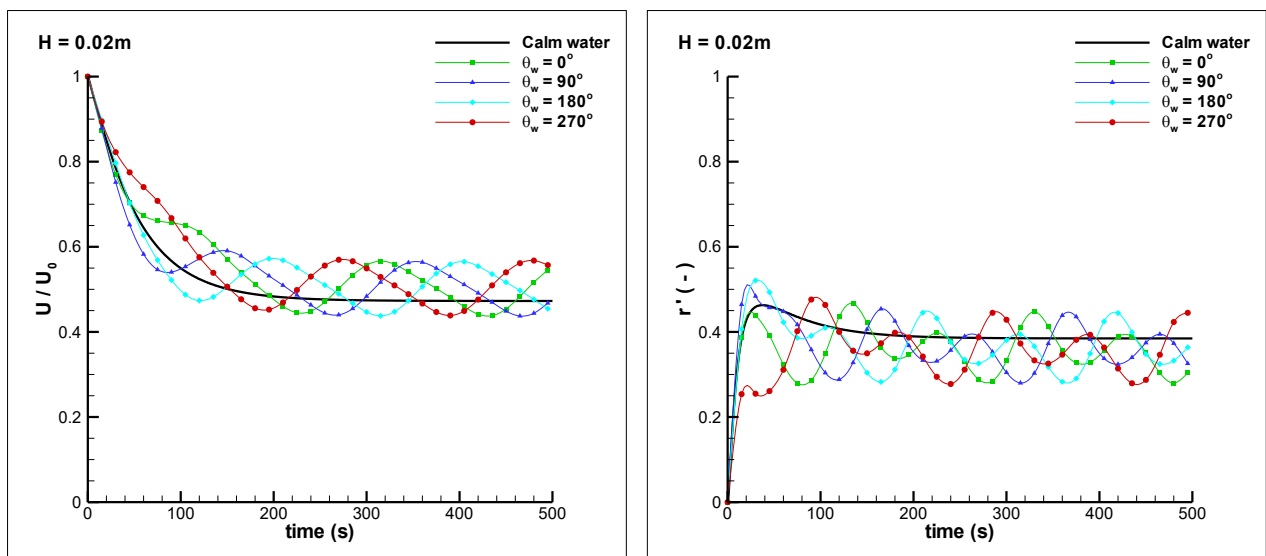 H = 0.02m
Calm water
θw = 0°
θw = 90°
θw = 180°
θw = 270°
1
0.8
0.6
0.4
0.2
0
U / U0
0 100 200 300 400 500
time (s)
H = 0.02m
Calm water
θw = 0°
θw = 90°
θw = 180°
θw = 270°
1
0.8
0.6
0.4
0.2
0
r ' ( - )
0 100 200 300 400 500
time (s)